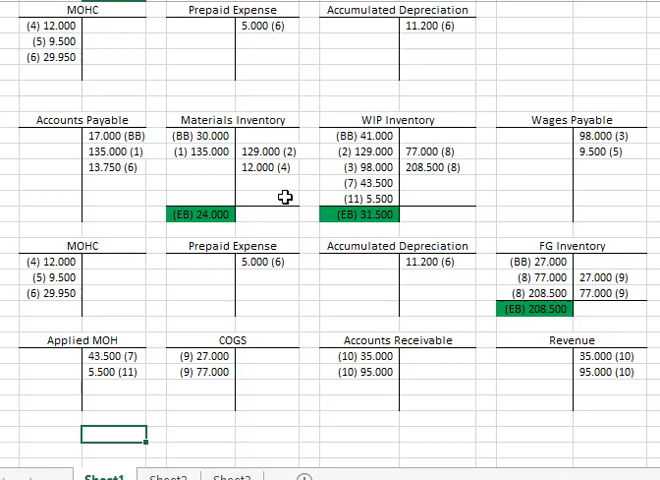 MOHC Prepaid Expense Accumulated Depreciation
(4) 12.000 5.000 (6) 11.200 (6)
(5) 9.500
(6) 29.950
Accounts Payable Materials Inventory WIP Inventory Wages Payable
17.000 (BB) (BB) 30.000 (BB) 41.000 98.000 (3)
135.000 (1) (1) 135.000 129.000 (2) (2) 129.000 77.000 (8) 9.500 (5)
13.750 (6) 12.000 (4) (3) 98.000 208.500 (8)
(7) 43.500
(11) 5.500
(EB) 24.000 (EB) 31.500
MOHC Prepaid Expense Accumulated Depreciation FG Inventory
(4) 12.000 5.000 (6) 11.200 (6) (BB) 27.000
(5) 9.500 (8) 77.000 27.000 (9)
(6) 29.950 (8) 208.500 77.000 (9)
(EB) 208.500
Applied MOH COGS Accounts Receivable Revenue
43.500 (7) (9) 27.000 (10) 35.000 35.000 (10)
5.500 (11) (9) 77.000 (10) 95.000 95.000 (10)
Sheet1 Sheet2 Sheet3